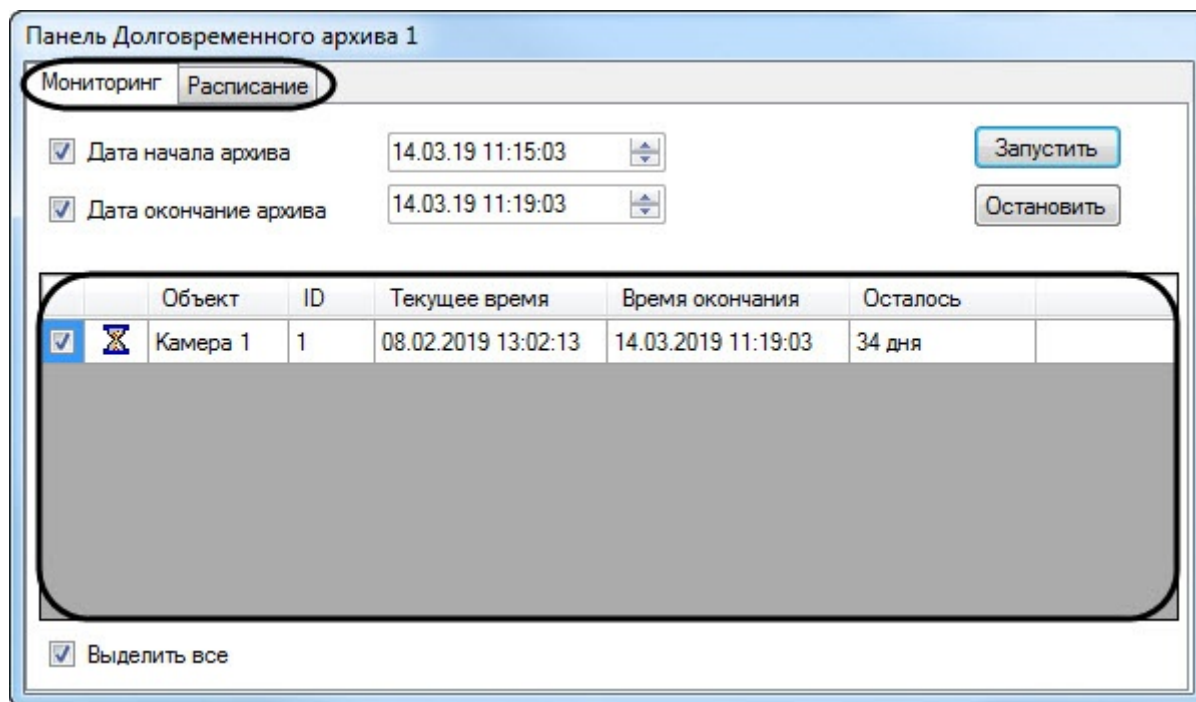 Панель Долговременного архива 1
Мониторинг Расписание
Дата начала архива 14.03.19 11:15:03 Запустить
Дата окончание архива 14.03.19 11:19:03 Остановить
Объект ID Текущее время Время окончания Осталось
Камера 1 1 08.02.2019 13:02:13 14.03.2019 11:19:03 34 дня
Выделить все